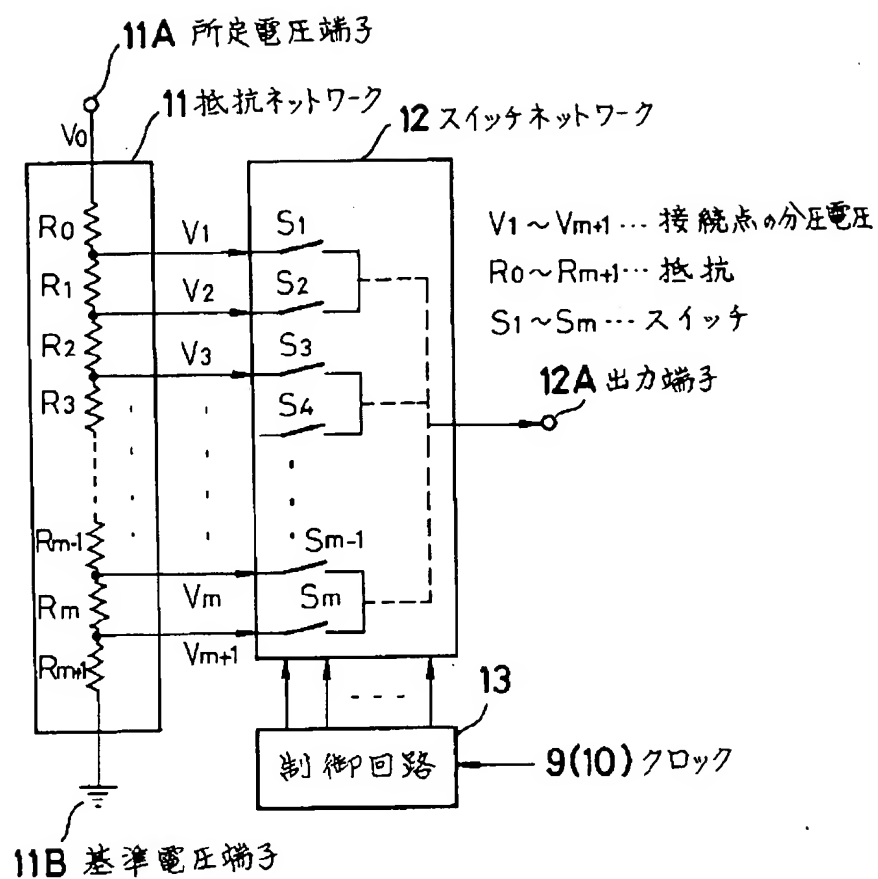 11A 所定電圧端子
11 抵抗ネットワーク
12 スイッチネットワーク
V0
R0
V1
S1
R1
V2
S2
R2
V3
S3
R3
S4
V1～Vm+1… 接続点の分圧電圧
R0～Rm+1… 抵抗
S1～Sm… スイッチ
12A 出力端子
Rm-1
Sm-1
Vm
Rm
Sm
Vm+1
Rm+1
13
制御回路
9(10) クロック
11B 基準電圧端子